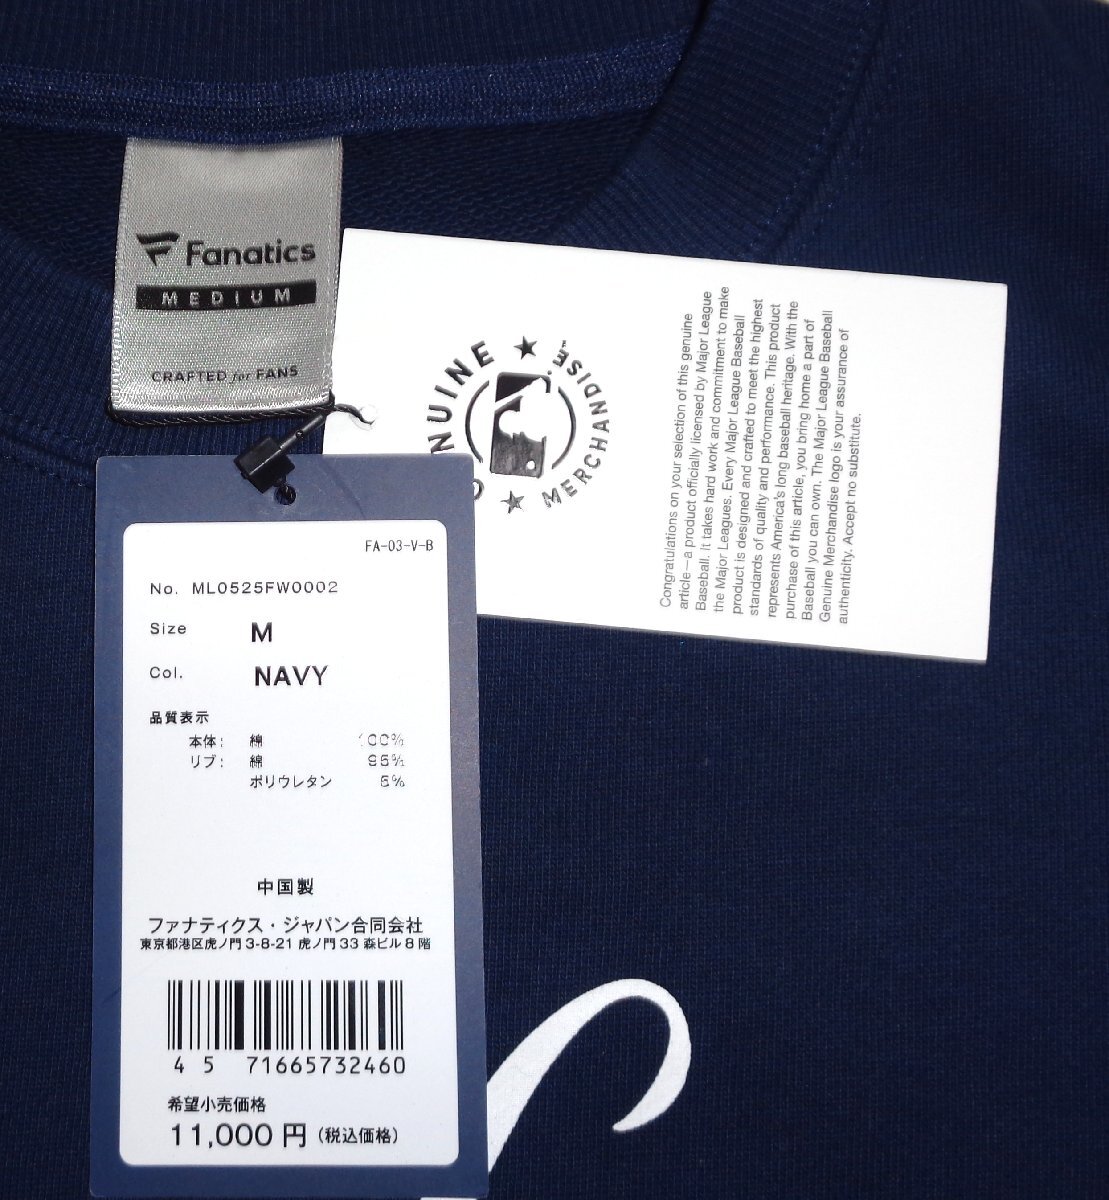 Fanatics
MEDIUM
CRAFTED for FANS
GENUINE ★ MERCHANDISE ★
Congratulations on your selection of this genuine
article—a product officially licensed by Major League
Baseball. It takes hard work and commitment to make
the Major Leagues. Every Major League Baseball
product is designed and crafted to meet the highest
standards of quality and performance. This product
represents America's long baseball heritage. With the
purchase of this article, you bring home a part of
Baseball you can own. The Major League Baseball
Genuine Merchandise logo is your assurance of
authenticity. Accept no substitute.
FA-03-V-B
No. ML0525FW0002
Size M
Col. NAVY
品質表示
本体: 綿 100%
リブ: 綿 95%
ポリウレタン 5%
中国製
ファナティクス・ジャパン合同会社
東京都港区虎ノ門 3-8-21 虎ノ門 33 森ビル 8 階
4 5 71665732460
希望小売価格
11,000 円 (税込価格)